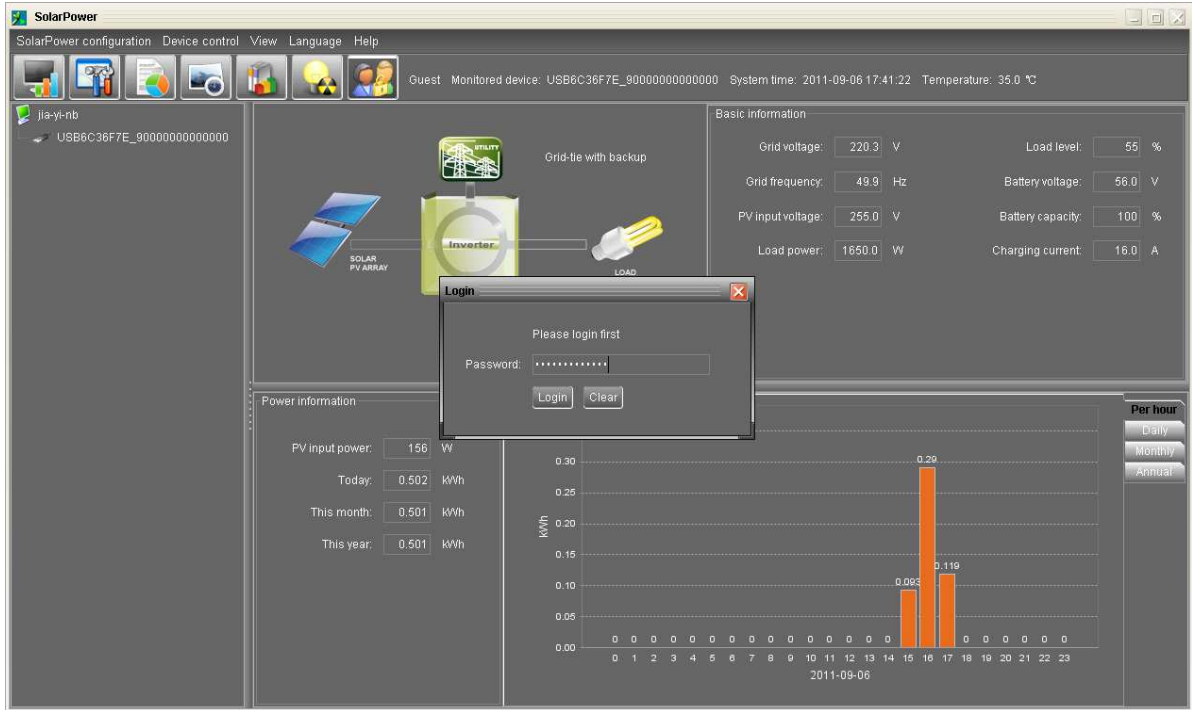 SolarPower
SolarPower configuration Device control View Language Help
Guest Monitored device: USB6C36F7E_90000000000000 System time: 2011-09-06 17:41:22 Temperature: 35.0 ℃
jia-yi-nb
USB6C36F7E_90000000000000
UTILITY
Grid-tie with backup
Inverter
SOLAR
PV ARRAY
LOAD
Basic information
Grid voltage: 220.3 V Load level: 55 %
Grid frequency: 49.9 Hz Battery voltage: 56.0 V
PV input voltage: 255.0 V Battery capacity: 100 %
Load power: 1650.0 W Charging current: 16.0 A
Login
Please login first
Password: •••••••••••••
Login Clear
Power information
PV input power: 156 W
Today: 0.502 kWh
This month: 0.501 kWh
This year: 0.501 kWh
Per hour
Daily
Monthly
Annual
kWh
0.30
0.25
0.20
0.15
0.10
0.05
0.00
0 0 0 0 0 0 0 0 0 0 0 0 0 0 0 0.093 0.29 0.119 0 0 0 0 0 0
0 1 2 3 4 5 6 7 8 9 10 11 12 13 14 15 16 17 18 19 20 21 22 23
2011-09-06